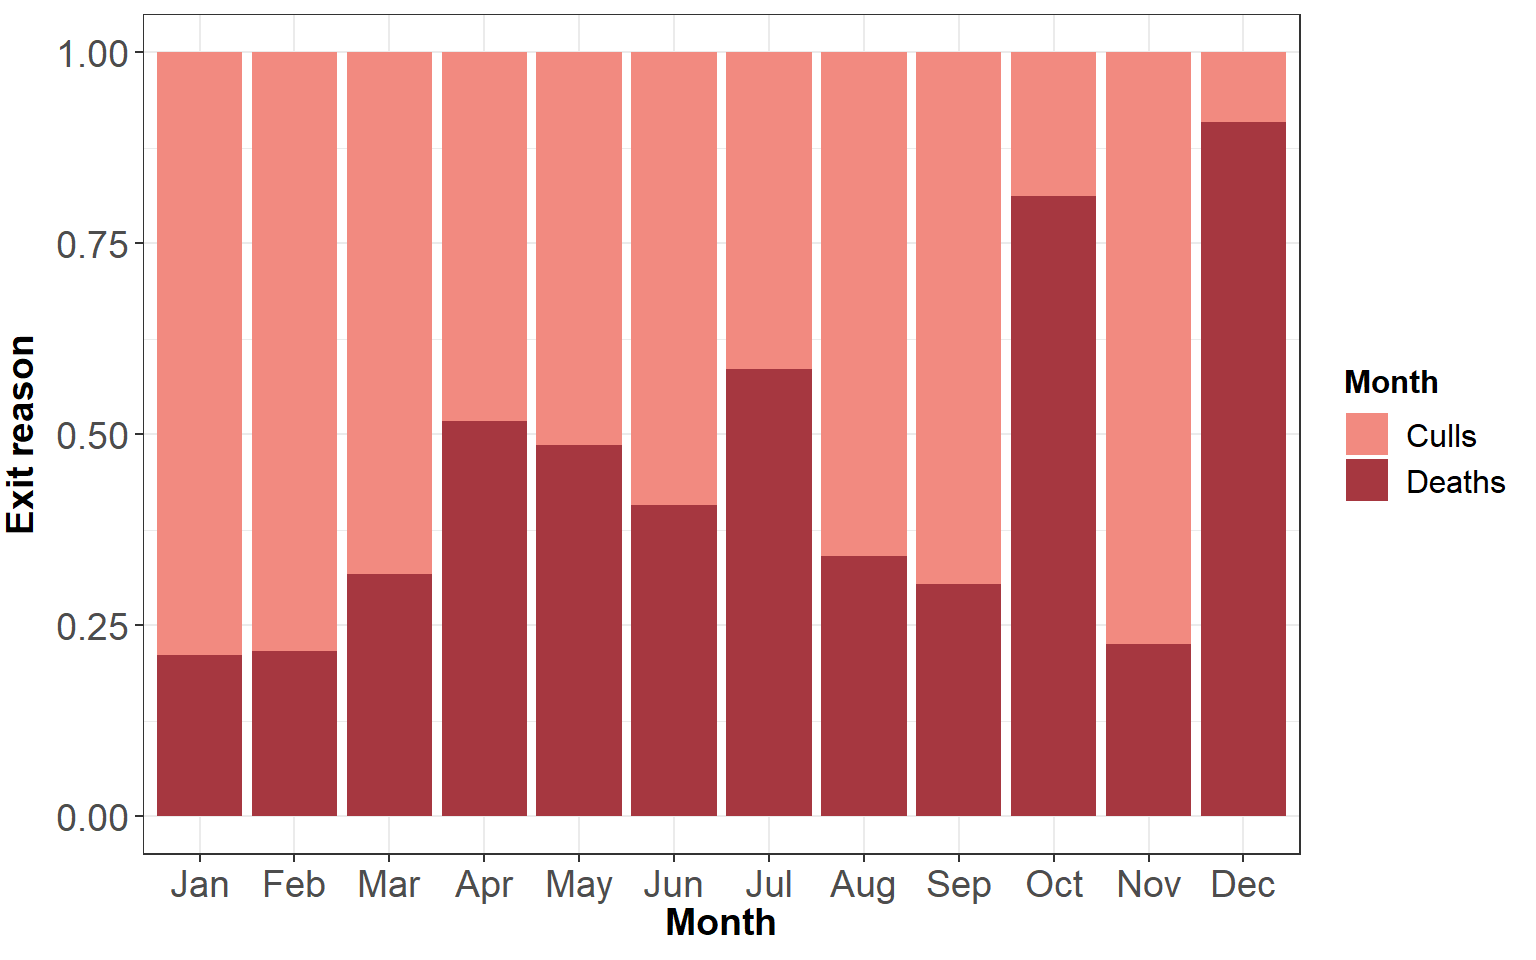 Exit reason
1.00
0.75
0.50
0.25
0.00
Jan Feb Mar Apr May Jun Jul Aug Sep Oct Nov Dec
Month
Month
Culls
Deaths